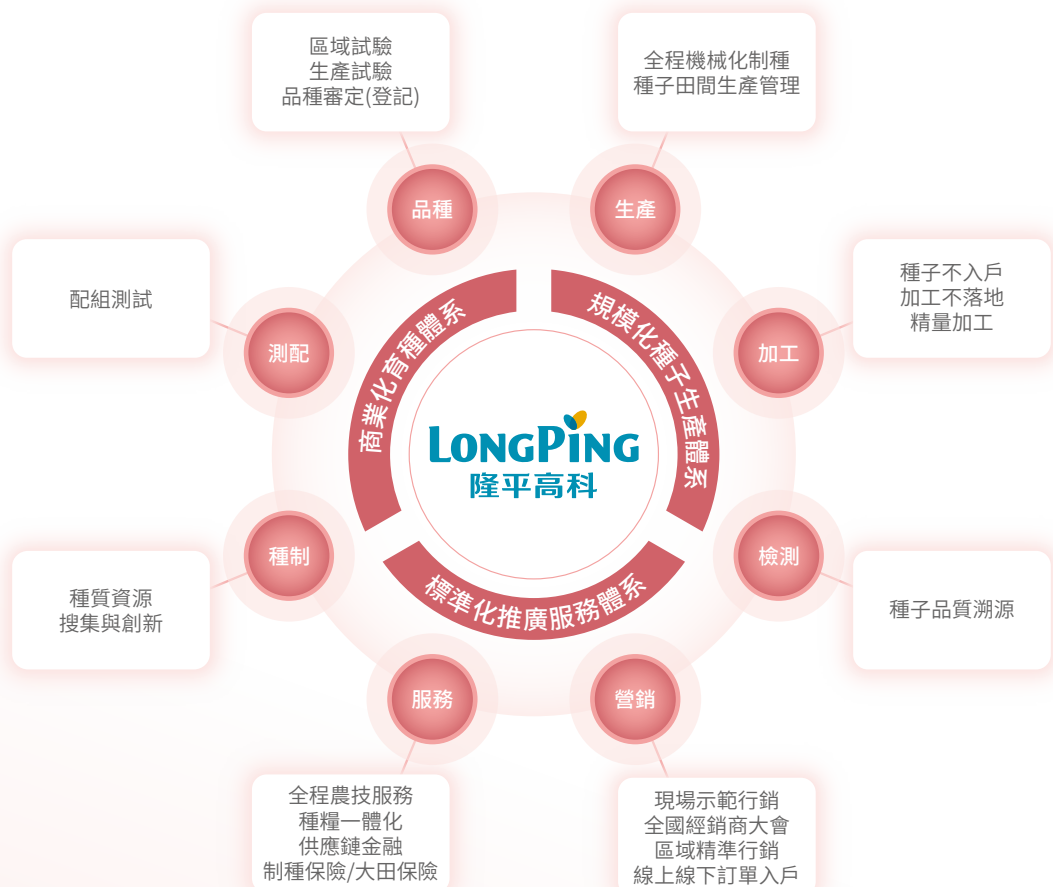 區域試驗
生產試驗
品種審定(登記)
全程機械化制種
種子田間生產管理
品種
生產
配組測試
種子不入戶
加工不落地
精量加工
測配
加工
商業化育種體系
規模化種子生產體系
LONGPING
隆平高科
種制
檢測
種質資源
搜集與創新
種子品質溯源
標準化推廣服務體系
服務
營銷
全程農技服務
種糧一體化
供應鏈金融
制種保險/大田保險
現場示範行銷
全國經銷商大會
區域精準行銷
線上線下訂單入戶